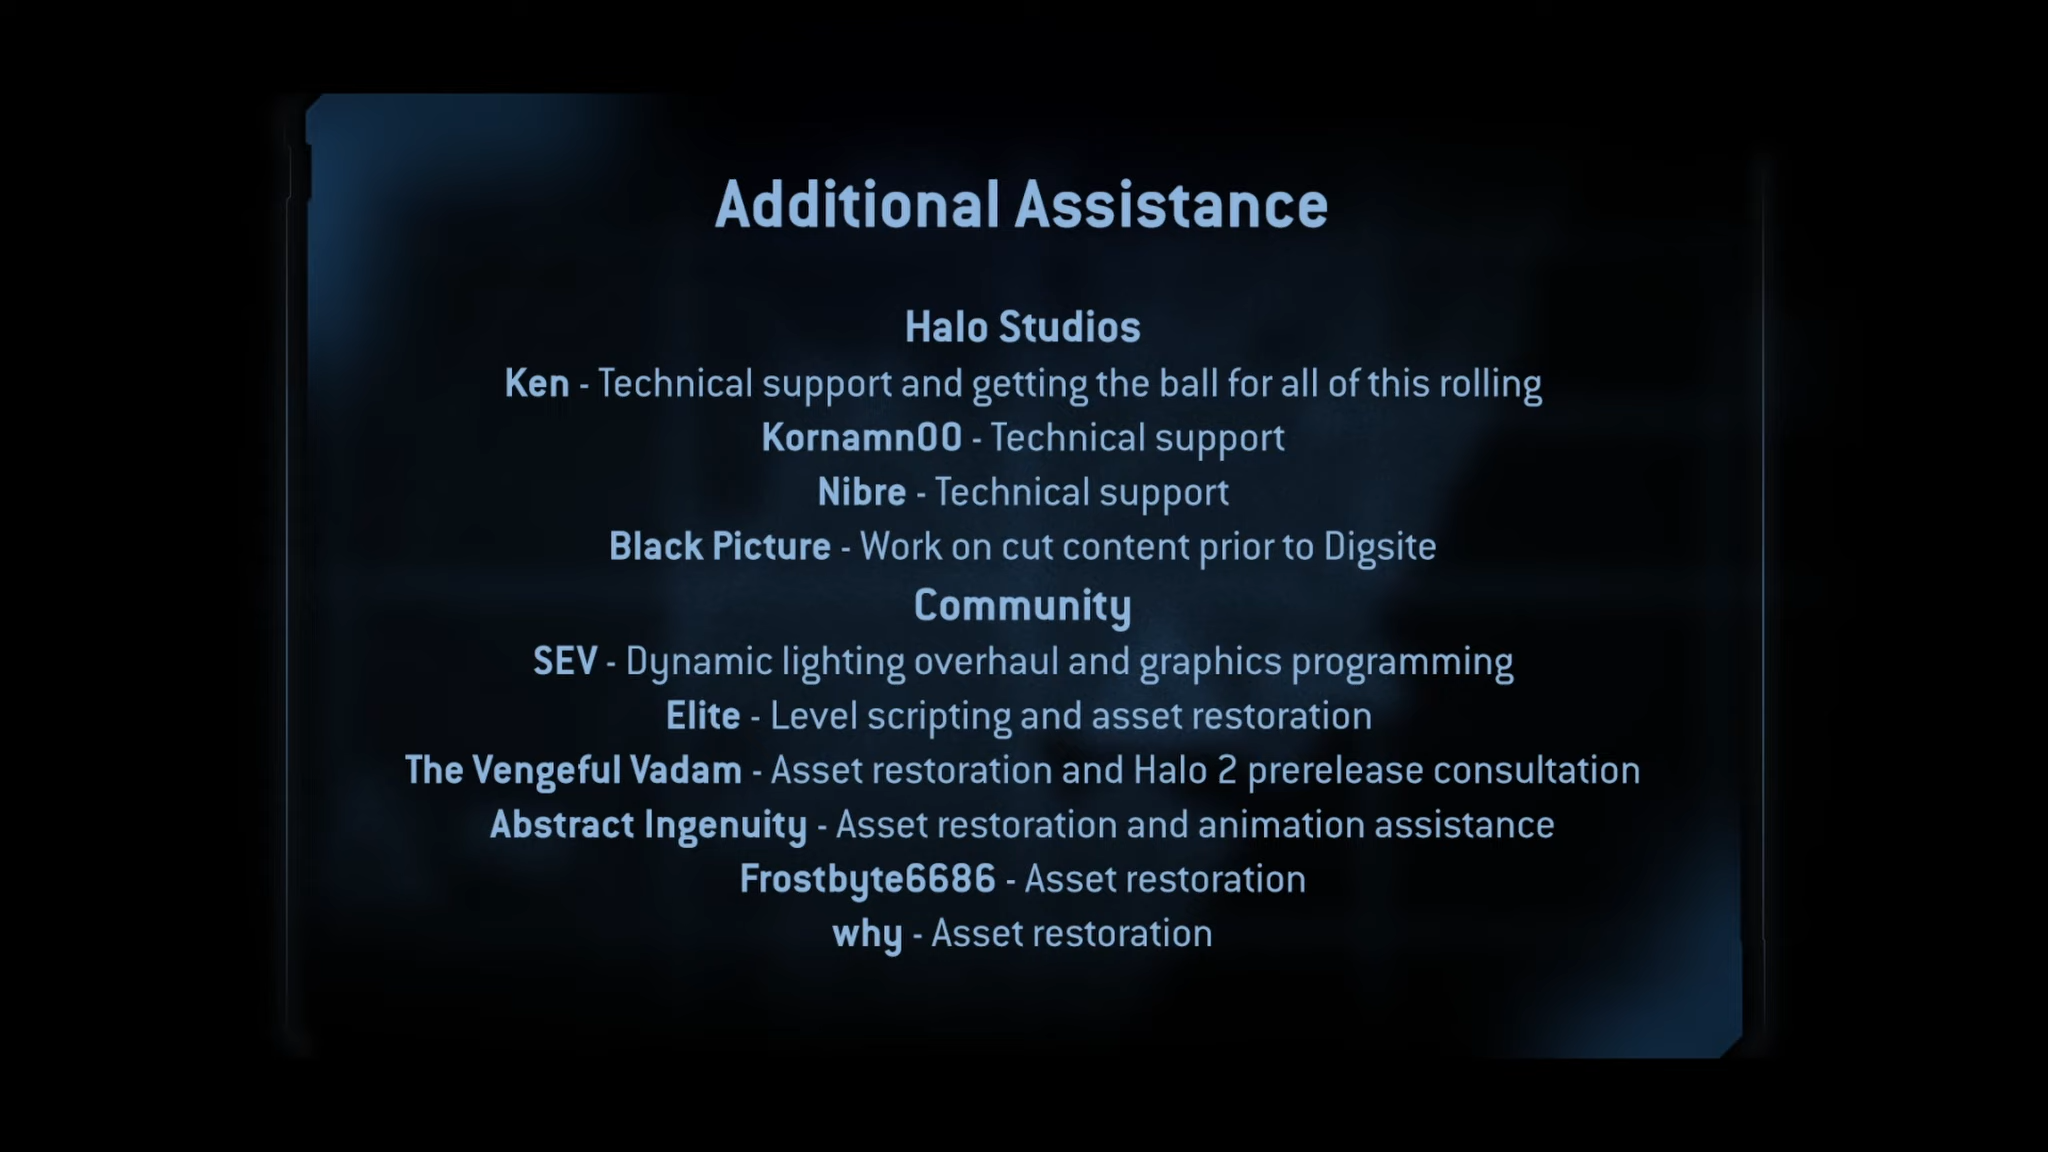 Additional Assistance
Halo Studios
Ken - Technical support and getting the ball for all of this rolling
Kornamn00 - Technical support
Nibre - Technical support
Black Picture - Work on cut content prior to Digsite
Community
SEV - Dynamic lighting overhaul and graphics programming
Elite - Level scripting and asset restoration
The Vengeful Vadam - Asset restoration and Halo 2 prerelease consultation
Abstract Ingenuity - Asset restoration and animation assistance
Frostbyte6686 - Asset restoration
why - Asset restoration